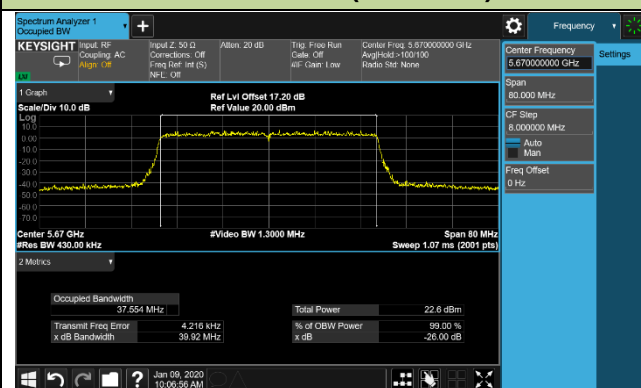 Spectrum Analyzer 1
Occupied BW
Frequency
KEYSIGHT
Input: RF
Coupling: AC
Align: Off
Input Z: 50 Ω
Corrections: Off
Freq Ref: Int (S)
NFE: Off
Atten: 20 dB
Trig: Free Run
Gate: Off
#IF Gain: Low
Center Freq: 5.670000000 GHz
Avg|Hold:>100/100
Radio Std: None
LXI
Center Frequency
5.670000000 GHz
Settings
Span
80.000 MHz
CF Step
8.000000 MHz
Auto
Man
Freq Offset
0 Hz
1 Graph
Scale/Div 10.0 dB
Ref Lvl Offset 17.20 dB
Ref Value 20.00 dBm
Log
10.0
0.00
-10.0
-20.0
-30.0
-40.0
-50.0
-60.0
-70.0
Center 5.67 GHz
#Res BW 430.00 kHz
#Video BW 1.3000 MHz
Span 80 MHz
Sweep 1.07 ms (2001 pts)
2 Metrics
Occupied Bandwidth
37.554 MHz
Total Power
22.6 dBm
Transmit Freq Error
4.216 kHz
% of OBW Power
99.00 %
x dB Bandwidth
39.92 MHz
x dB
-26.00 dB
?
Jan 09, 2020
10:06:56 AM